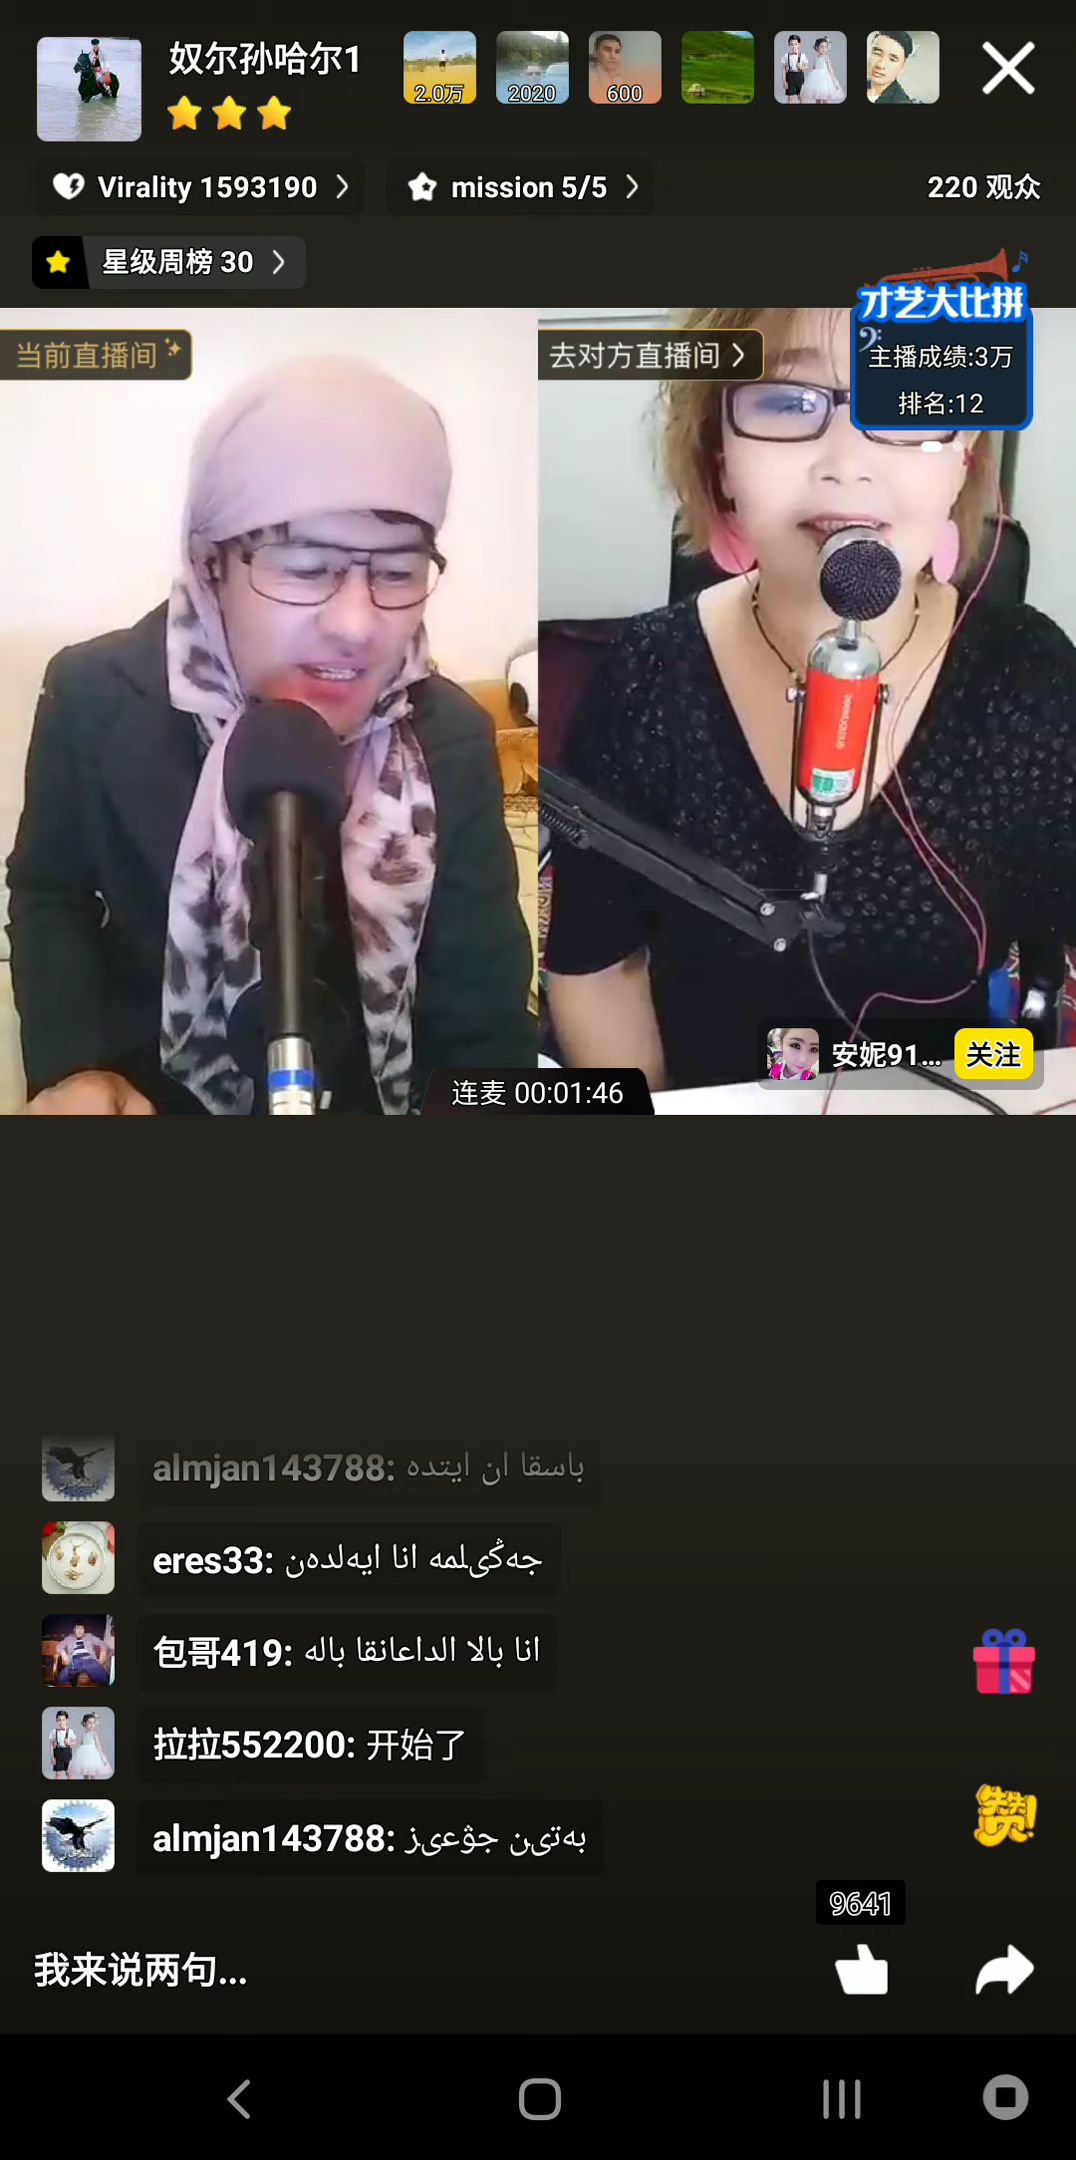 奴尔孙哈尔1
2.0万
2020
600
Virality 1593190
mission 5/5
220 观众
星级周榜 30
才艺大比拼
主播成绩:3万
排名:12
当前直播间
去对方直播间
安妮91...
关注
连麦 00:01:46
almjan143788: باسقا ان ايتده
eres33: جەڭىلمە انا ايەلدەن
包哥419: انا بالا الداعانقا بالە
拉拉552200: 开始了
almjan143788: بەتىن جۋعىز
赞!
9641
我来说两句...